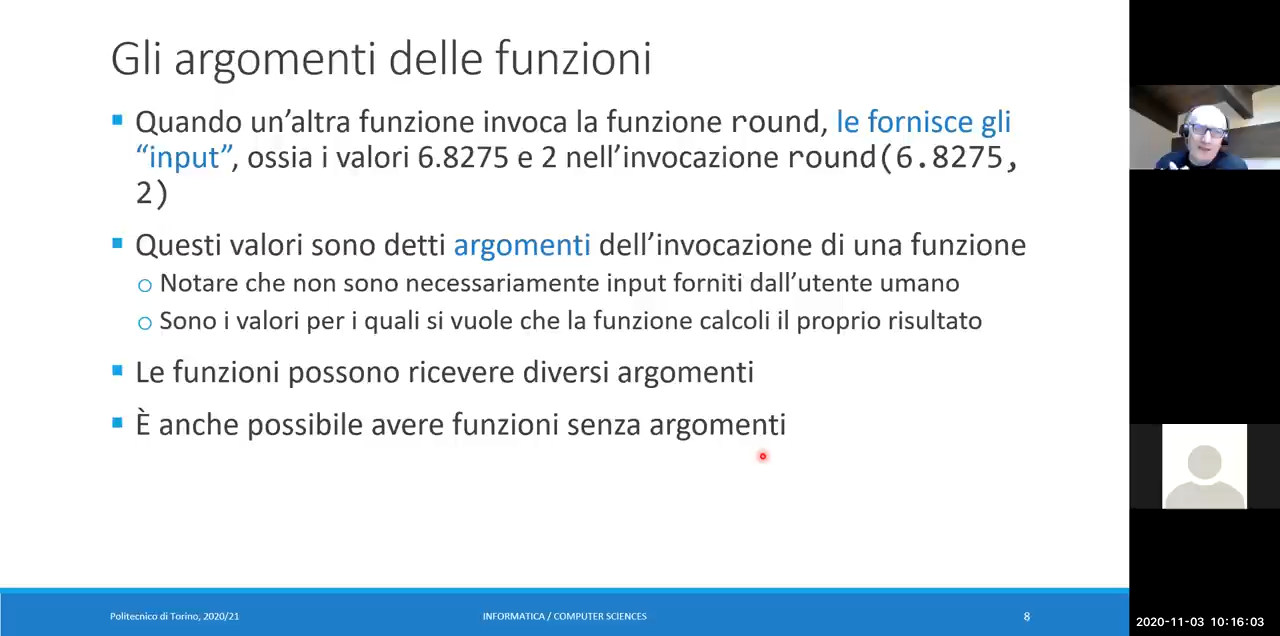 Gli argomenti delle funzioni
Quando un’altra funzione invoca la funzione round, le fornisce gli
“input”, ossia i valori 6.8275 e 2 nell’invocazione round(6.8275,
2)
Questi valori sono detti argomenti dell’invocazione di una funzione
Notare che non sono necessariamente input forniti dall’utente umano
Sono i valori per i quali si vuole che la funzione calcoli il proprio risultato
Le funzioni possono ricevere diversi argomenti
È anche possibile avere funzioni senza argomenti
Politecnico di Torino, 2020/21
INFORMATICA / COMPUTER SCIENCES
8
2020-11-03 10:16:03